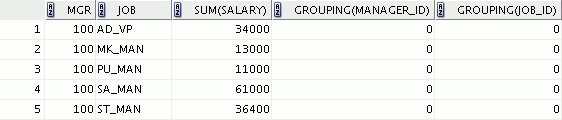 MGR JOB SUM(SALARY) GROUPING(MANAGER_ID) GROUPING(JOB_ID)
1 100 AD_VP 34000 0 0
2 100 MK_MAN 13000 0 0
3 100 PU_MAN 11000 0 0
4 100 SA_MAN 61000 0 0
5 100 ST_MAN 36400 0 0